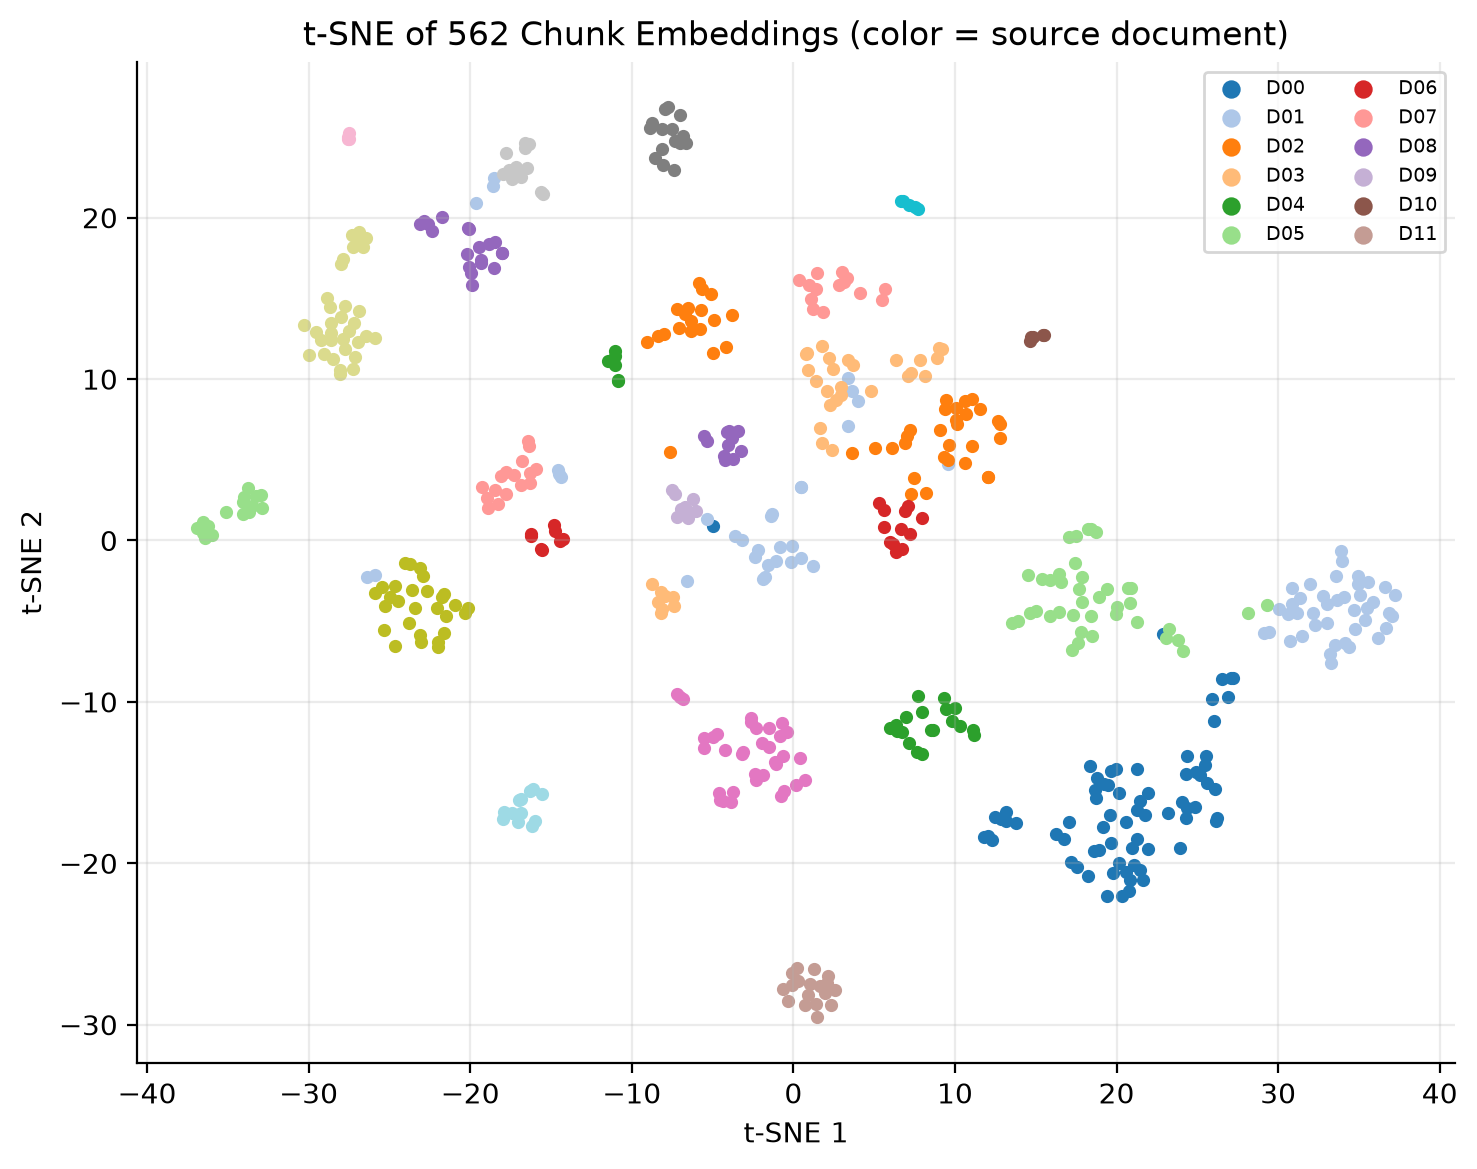 t-SNE of 562 Chunk Embeddings (color = source document)
D00
D01
D02
D03
D04
D05
D06
D07
D08
D09
D10
D11
t-SNE 2
20
10
0
−10
−20
−30
−40
−30
−20
−10
0
10
20
30
40
t-SNE 1